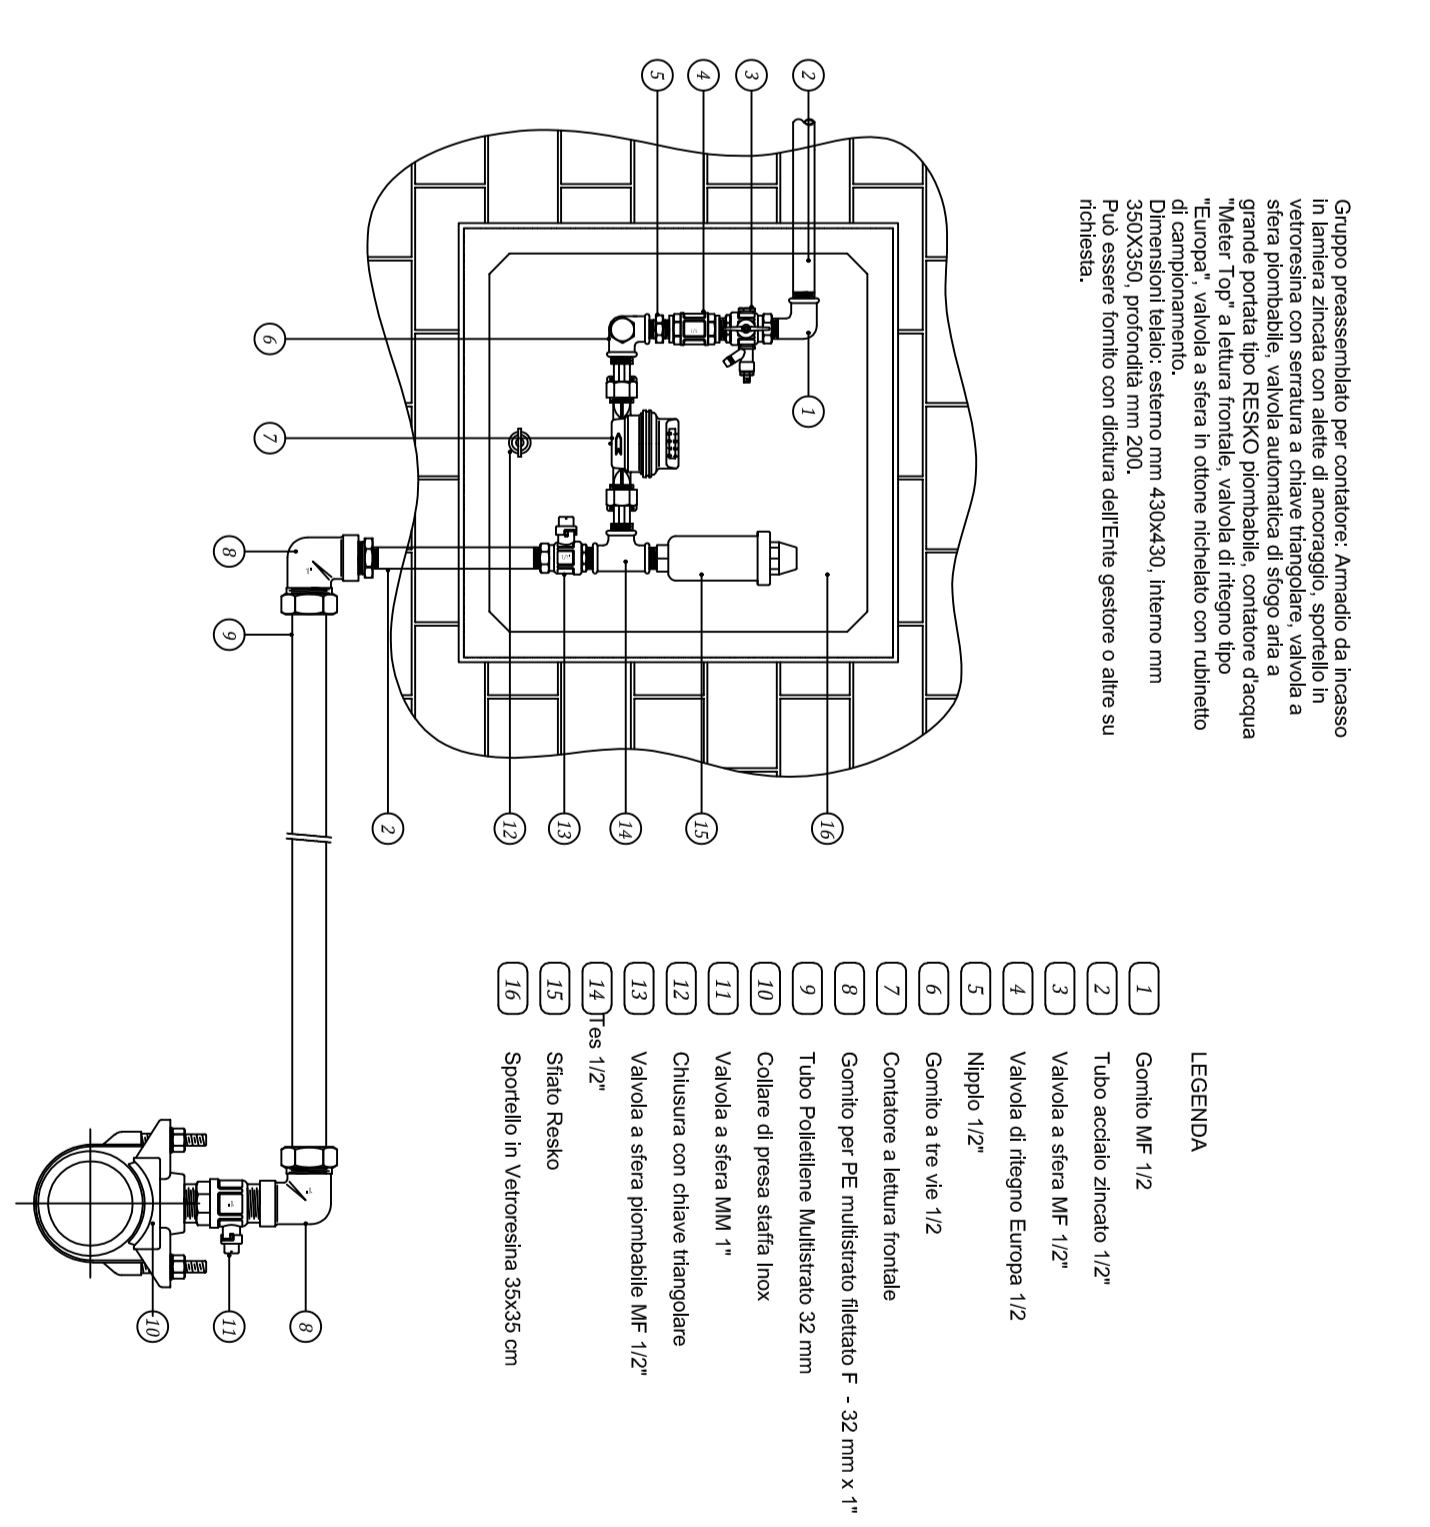 Gruppo preassemblato per contatore: Armadio da incasso
in lamiera zincata con alette di ancoraggio, sportello in
vetroresina con serratura a chiave triangolare, valvola a
sfera piombabile, valvola automatica di sfogo aria a
grande portata tipo RESKO piombabile, contatore d'acqua
"Meter Top" a lettura frontale, valvola di ritegno tipo
"Europa", valvola a sfera in ottone nichelato con rubinetto
di campionamento.
Dimensioni telaio: esterno mm 430x430, interno mm
350X350, profondità mm 200.
Può essere fornito con dicitura dell'Ente gestore o altre su
richiesta.
LEGENDA
1 Gomito MF 1/2
2 Tubo acciaio zincato 1/2"
3 Valvola a sfera MF 1/2"
4 Valvola di ritegno Europa 1/2
5 Nipplo 1/2"
6 Gomito a tre vie 1/2
7 Contatore a lettura frontale
8 Gomito per PE multistrato filettato F - 32 mm x 1"
9 Tubo Polietilene Multistrato 32 mm
10 Collare di presa staffa Inox
11 Valvola a sfera MM 1"
12 Chiusura con chiave triangolare
13 Valvola a sfera piombabile MF 1/2"
14 Tes 1/2"
15 Sfiato Resko
16 Sportello in Vetroresina 35x35 cm
2
3
4
5
1
6
7
8
9
16
15
14
13
12
2
8
11
10